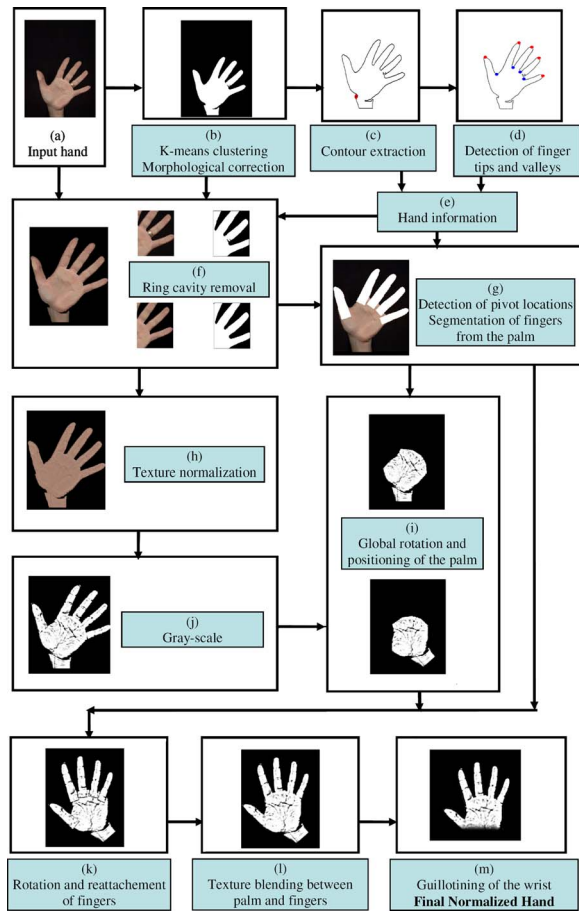 (a)
Input hand
(b)
K-means clustering
Morphological correction
(c)
Contour extraction
(d)
Detection of finger
tips and valleys
(e)
Hand information
(f)
Ring cavity removal
(g)
Detection of pivot locations
Segmentation of fingers
from the palm
(h)
Texture normalization
(i)
Global rotation and
positioning of the palm
(j)
Gray-scale
(k)
Rotation and reattachement
of fingers
(l)
Texture blending between
palm and fingers
(m)
Guillotining of the wrist
Final Normalized Hand